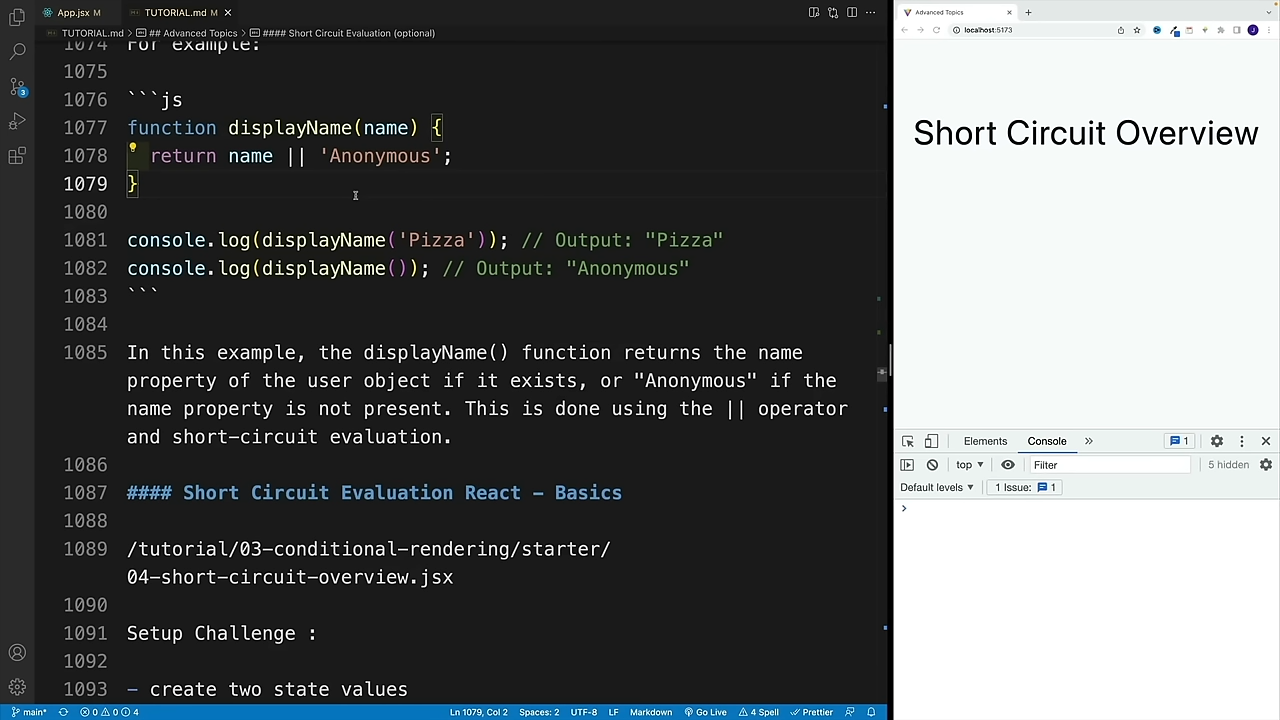 App.jsx M
TUTORIAL.md M
TUTORIAL.md > ## Advanced Topics > #### Short Circuit Evaluation (optional)
1074 For example:
1075
1076 ```js
1077 function displayName(name) {
1078 return name || 'Anonymous';
1079 }
1080
1081 console.log(displayName('Pizza')); // Output: "Pizza"
1082 console.log(displayName()); // Output: "Anonymous"
1083 ```
1084
1085 In this example, the displayName() function returns the name
property of the user object if it exists, or "Anonymous" if the
name property is not present. This is done using the || operator
and short-circuit evaluation.
1086
1087 #### Short Circuit Evaluation React - Basics
1088
1089 /tutorial/03-conditional-rendering/starter/
04-short-circuit-overview.jsx
1090
1091 Setup Challenge :
1092
1093 - create two state values
3
main*
0 0 4
Ln 1079, Col 2
Spaces: 2
UTF-8
LF
Markdown
Go Live
4 Spell
Prettier
Advanced Topics
localhost:5173
J
Short Circuit Overview
Elements
Console
1
top
Filter
5 hidden
Default levels
1 Issue: 1